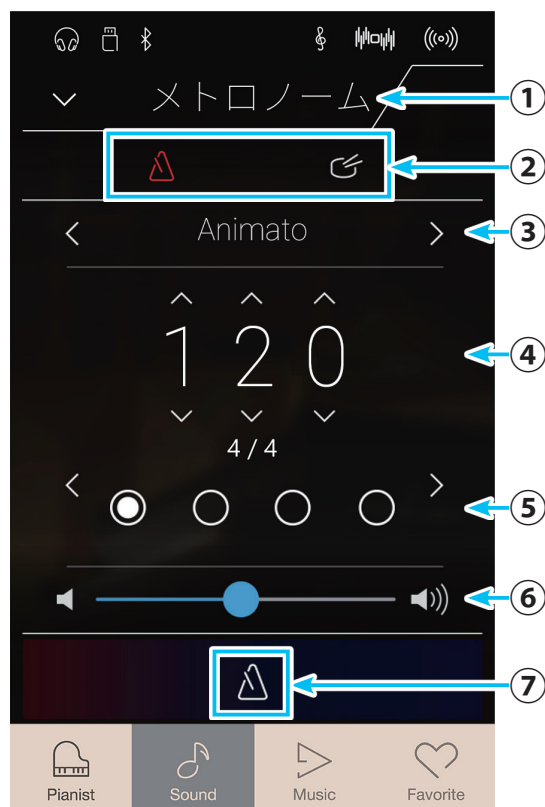 メトロノーム ①
②
Animato ③
120 ④
4 / 4
⑤
⑥
⑦
Pianist Sound Music Favorite